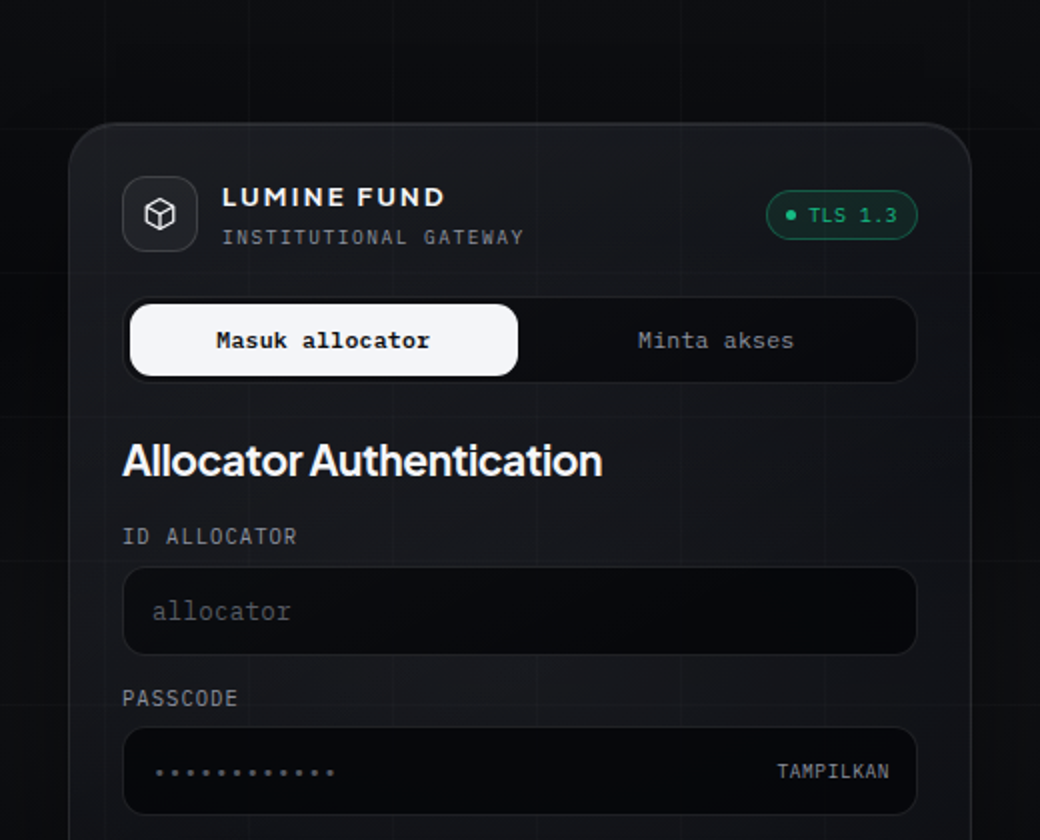 LUMINE FUND
INSTITUTIONAL GATEWAY
TLS 1.3
Masuk allocator
Minta akses
Allocator Authentication
ID ALLOCATOR
allocator
PASSCODE
••••••••••••
TAMPILKAN